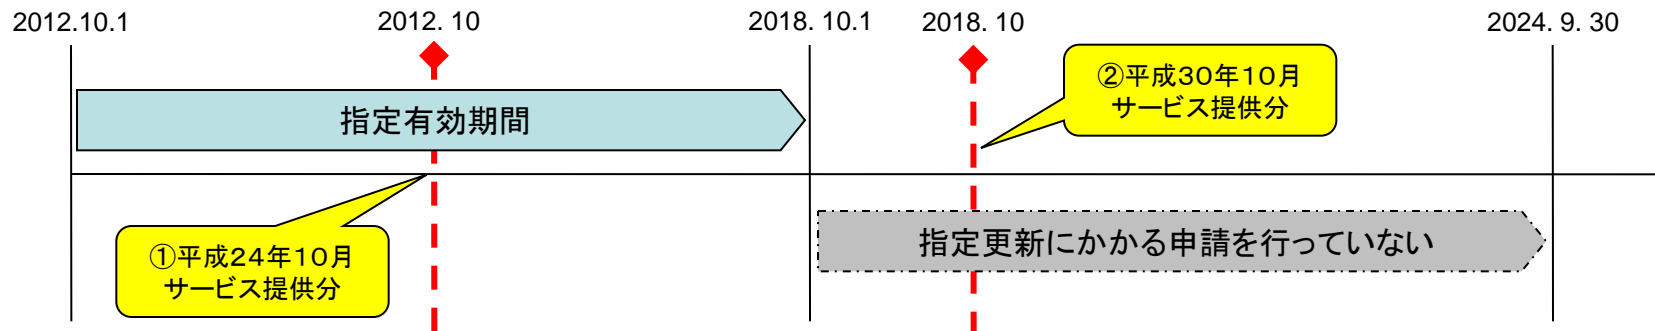 2012.10.1
2012. 10
2018. 10.1
2018. 10
2024. 9. 30
②平成30年10月
サービス提供分
指定有効期間
指定更新にかかる申請を行っていない
①平成24年10月
サービス提供分